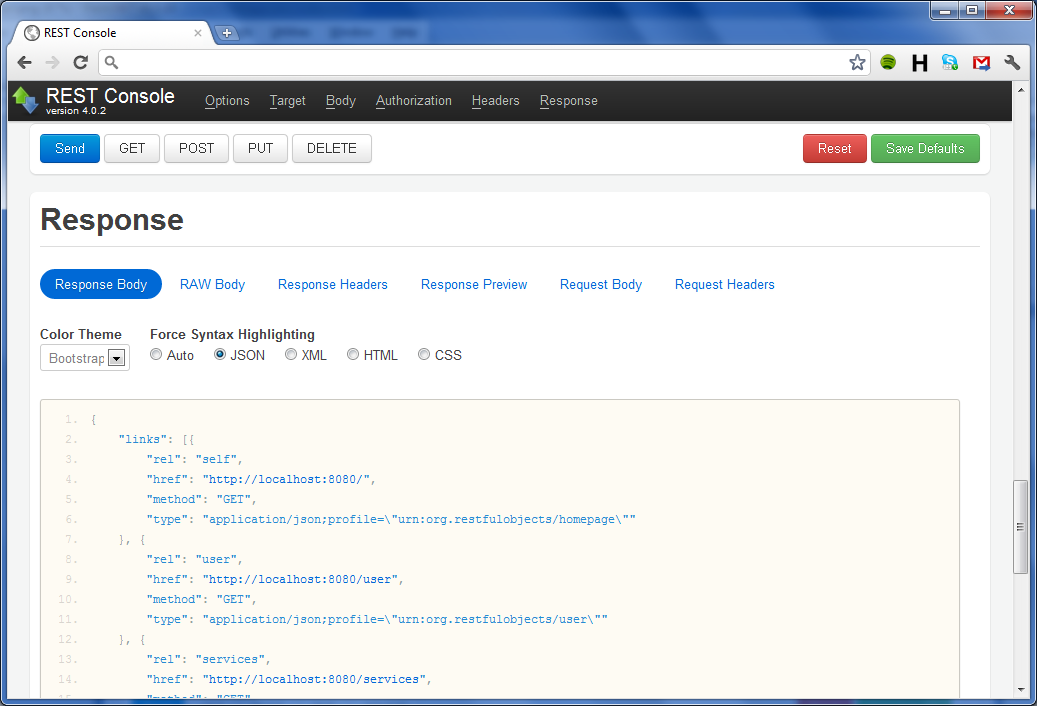 REST Console
REST Console
version 4.0.2
Options Target Body Authorization Headers Response
Send GET POST PUT DELETE Reset Save Defaults
Response
Response Body RAW Body Response Headers Response Preview Request Body Request Headers
Color Theme Force Syntax Highlighting
Bootstrap Auto JSON XML HTML CSS
1. {
2. "links": [{
3. "rel": "self",
4. "href": "http://localhost:8080/",
5. "method": "GET",
6. "type": "application/json;profile=\"urn:org.restfulobjects/homepage\""
7. }, {
8. "rel": "user",
9. "href": "http://localhost:8080/user",
10. "method": "GET",
11. "type": "application/json;profile=\"urn:org.restfulobjects/user\""
12. }, {
13. "rel": "services",
14. "href": "http://localhost:8080/services",
15. "method": "GET"